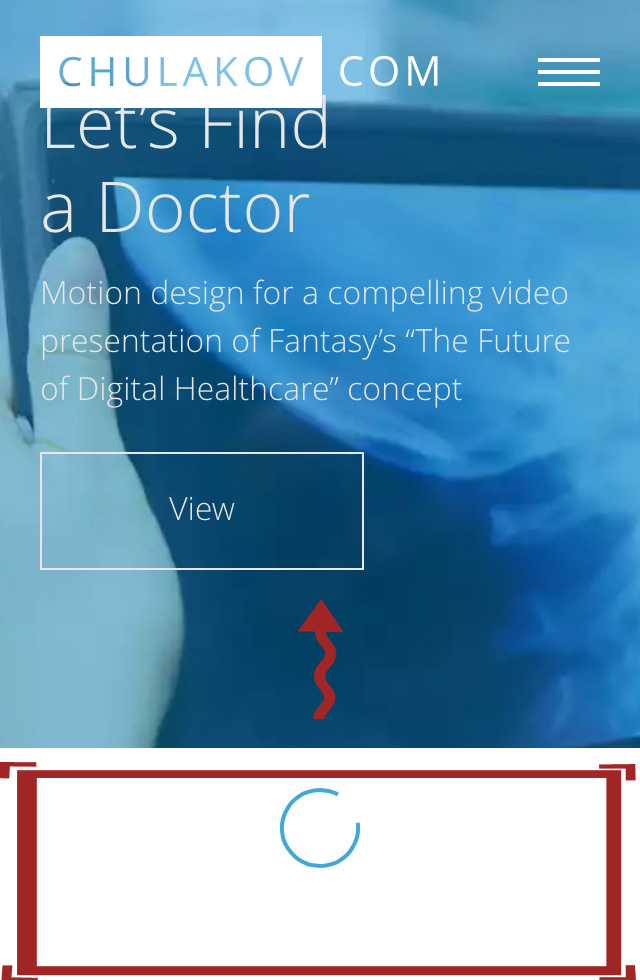 CHULAKOV COM
Let’s Find
a Doctor
Motion design for a compelling video
presentation of Fantasy’s “The Future
of Digital Healthcare” concept
View